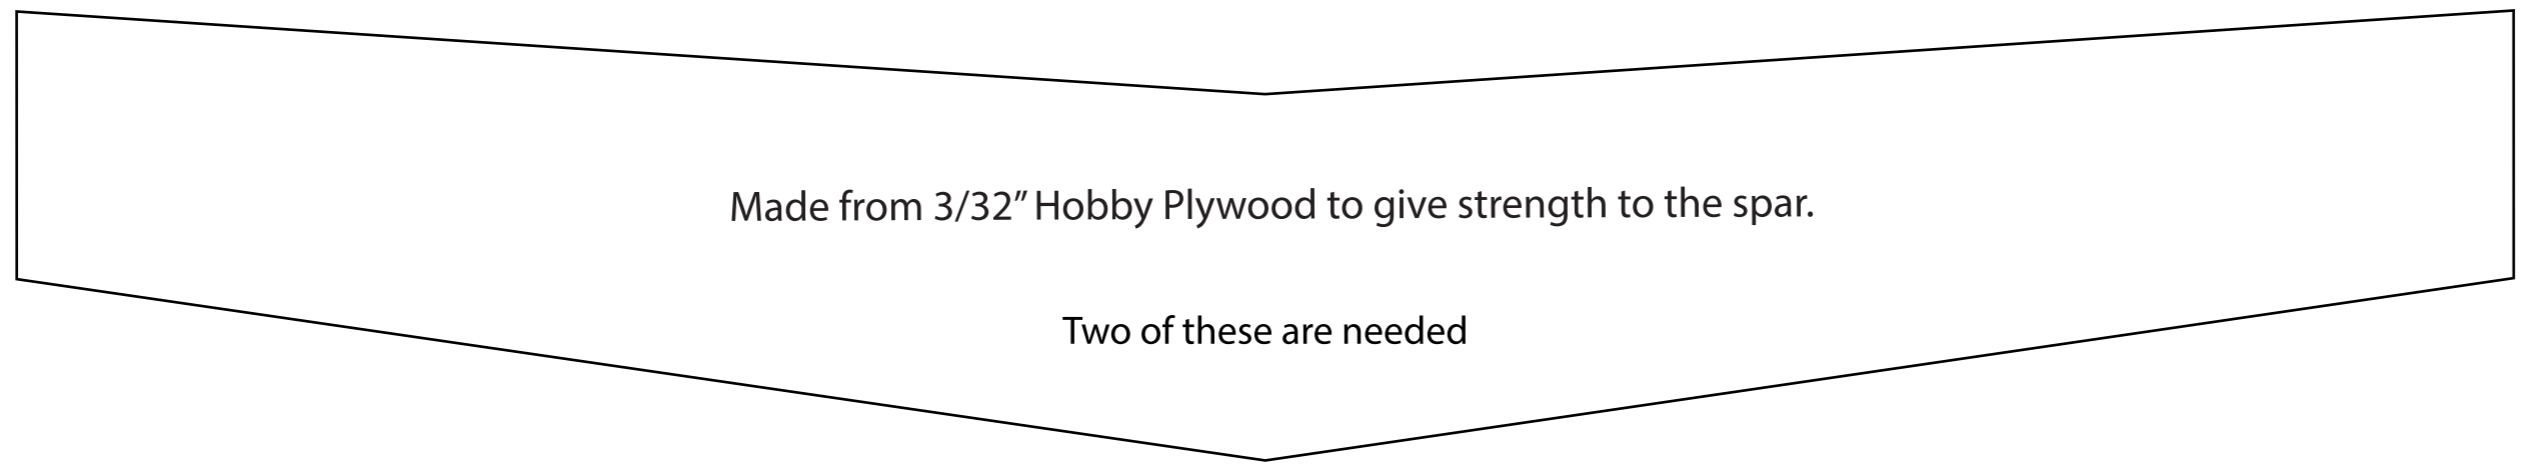 Made from 3/32” Hobby Plywood to give strength to the spar.
Two of these are needed